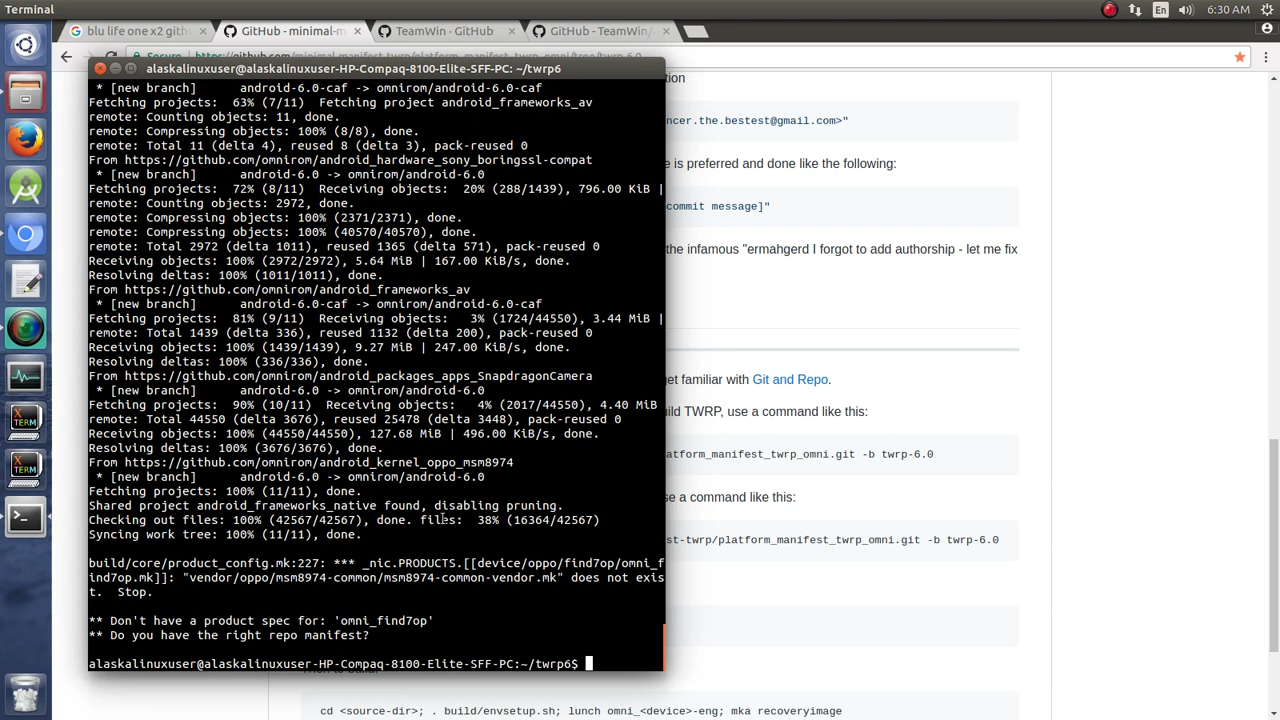 Terminal
En
6:30 AM
blu life one x2 gith
GitHub - minimal-m
TeamWin · GitHub
GitHub - TeamWin/
Secure
https://github.com/minimal-manifest-twrp/platform_manifest_twrp_omni/tree/twrp-6.0
alaskalinuxuser@alaskalinuxuser-HP-Compaq-8100-Elite-SFF-PC: ~/twrp6
* [new branch]      android-6.0-caf -> omnirom/android-6.0-caf
Fetching projects:  63% (7/11)  Fetching project android_frameworks_av
remote: Counting objects: 11, done.
remote: Compressing objects: 100% (8/8), done.
remote: Total 11 (delta 4), reused 8 (delta 3), pack-reused 0
From https://github.com/omnirom/android_hardware_sony_boringssl-compat
* [new branch]      android-6.0 -> omnirom/android-6.0
Fetching projects:  72% (8/11)  Receiving objects:  20% (288/1439), 796.00 KiB |
remote: Counting objects: 2972, done.
remote: Compressing objects: 100% (2371/2371), done.
remote: Compressing objects: 100% (40570/40570), done.
remote: Total 2972 (delta 1011), reused 1365 (delta 571), pack-reused 0
Receiving objects: 100% (2972/2972), 5.64 MiB | 167.00 KiB/s, done.
Resolving deltas: 100% (1011/1011), done.
From https://github.com/omnirom/android_frameworks_av
* [new branch]      android-6.0-caf -> omnirom/android-6.0-caf
Fetching projects:  81% (9/11)  Receiving objects:   3% (1724/44550), 3.44 MiB |
remote: Total 1439 (delta 336), reused 1132 (delta 200), pack-reused 0
Receiving objects: 100% (1439/1439), 9.27 MiB | 247.00 KiB/s, done.
Resolving deltas: 100% (336/336), done.
From https://github.com/omnirom/android_packages_apps_SnapdragonCamera
* [new branch]      android-6.0 -> omnirom/android-6.0
Fetching projects:  90% (10/11)  Receiving objects:   4% (2017/44550), 4.40 MiB
remote: Total 44550 (delta 3676), reused 25478 (delta 3448), pack-reused 0
Receiving objects: 100% (44550/44550), 127.68 MiB | 496.00 KiB/s, done.
Resolving deltas: 100% (3676/3676), done.
From https://github.com/omnirom/android_kernel_oppo_msm8974
* [new branch]      android-6.0 -> omnirom/android-6.0
Fetching projects: 100% (11/11), done.
Shared project android_frameworks_native found, disabling pruning.
Checking out files: 100% (42567/42567), done. files:  38% (16364/42567)
Syncing work tree: 100% (11/11), done.
build/core/product_config.mk:227: *** _nic.PRODUCTS.[[device/oppo/find7op/omni_f
ind7op.mk]]: "vendor/oppo/msm8974-common/msm8974-common-vendor.mk" does not exis
t.  Stop.
** Don't have a product spec for: 'omni_find7op'
** Do you have the right repo manifest?
alaskalinuxuser@alaskalinuxuser-HP-Compaq-8100-Elite-SFF-PC:~/twrp6$
tion
ncer.the.bestest@gmail.com>"
e is preferred and done like the following:
commit message]"
the infamous "ermahgerd I forgot to add authorship - let me fix
get familiar with Git and Repo.
uild TWRP, use a command like this:
atform_manifest_twrp_omni.git -b twrp-6.0
se a command like this:
est-twrp/platform_manifest_twrp_omni.git -b twrp-6.0
cd <source-dir>; . build/envsetup.sh; lunch omni_<device>-eng; mka recoveryimage
TERM
TERM